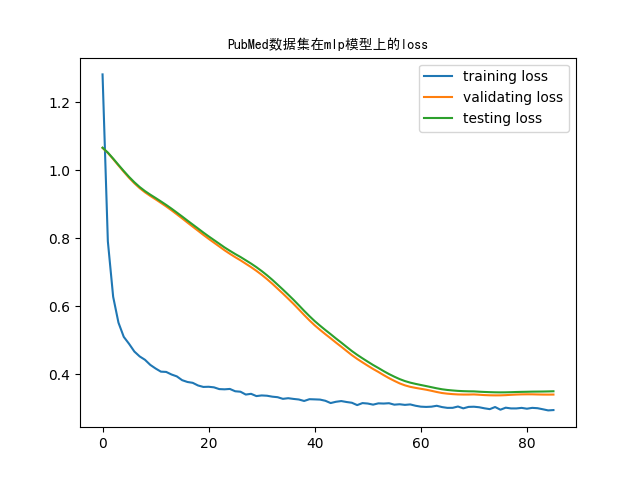 PubMed数据集在mlp模型上的loss
training loss
validating loss
testing loss
1.2
1.0
0.8
0.6
0.4
0 20 40 60 80